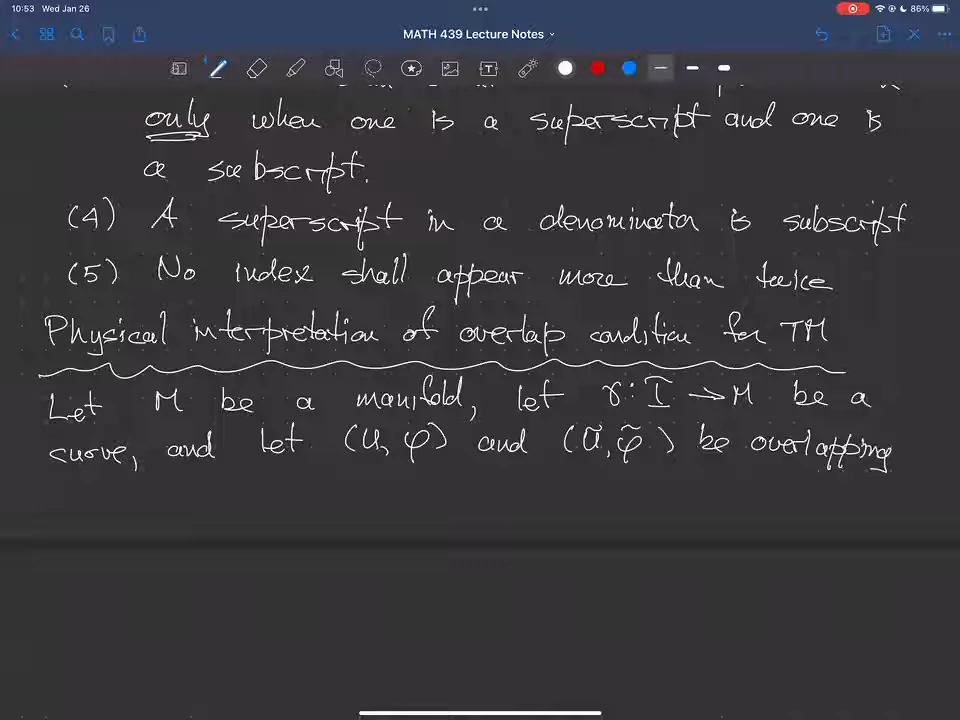 10:53 Wed Jan 26
86%
MATH 439 Lecture Notes
only when one is a superscript and one is
a subscript.
(4) A superscript in a denominator is subscript
(5) No index shall appear more than twice
Physical interpretation of overlap condition for TM
Let M be a manifold, let γ: I → M be a
curve, and let (U, φ) and (Ũ, φ̃) be overlapping